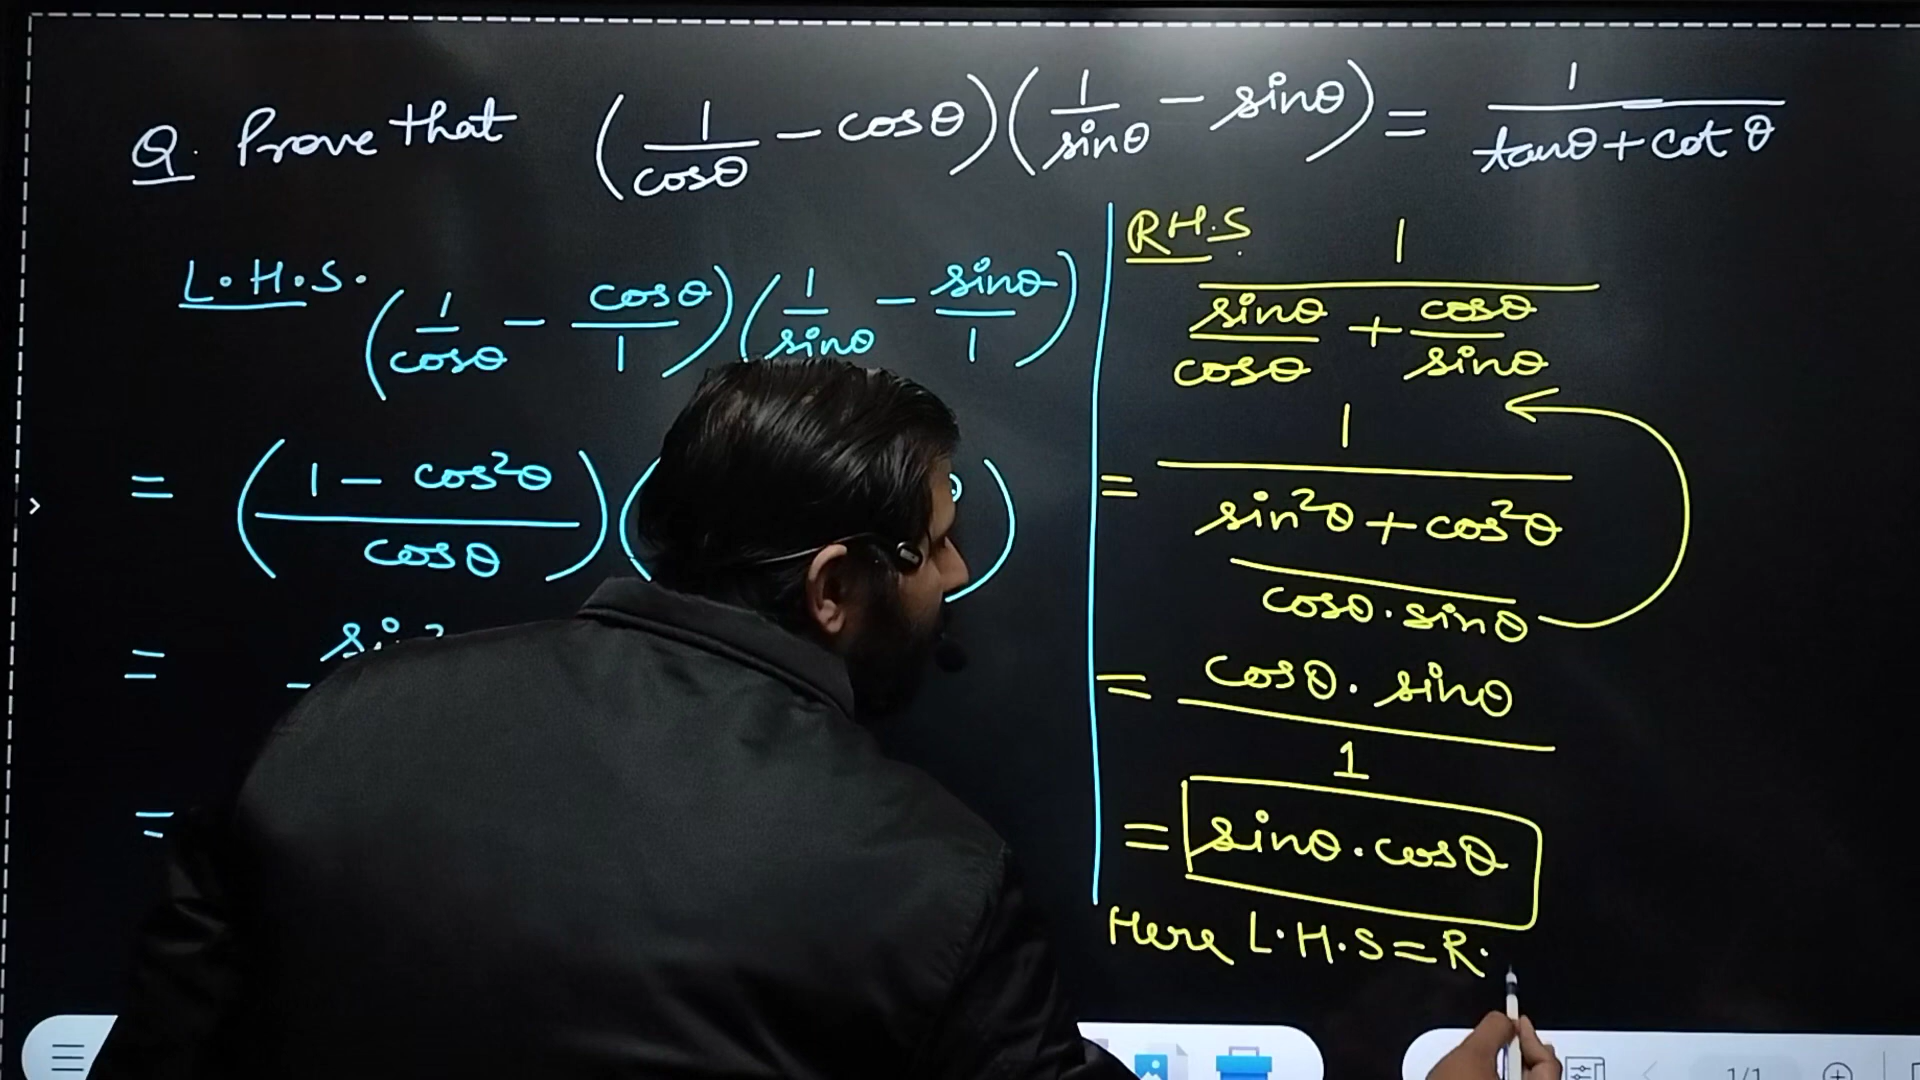 Q. Prove that (1/cosθ − cosθ)(1/sinθ − sinθ) = 1/(tanθ + cotθ)
L.H.S. (1/cosθ − cosθ/1)(1/sinθ − sinθ/1)
= ((1 − cos²θ)/cosθ)(
=
=
R.H.S. 1/(sinθ/cosθ + cosθ/sinθ)
= 1/((sin²θ + cos²θ)/(cosθ · sinθ))
= (cosθ · sinθ)/1
= sinθ · cosθ
Here L.H.S = R.
1/1